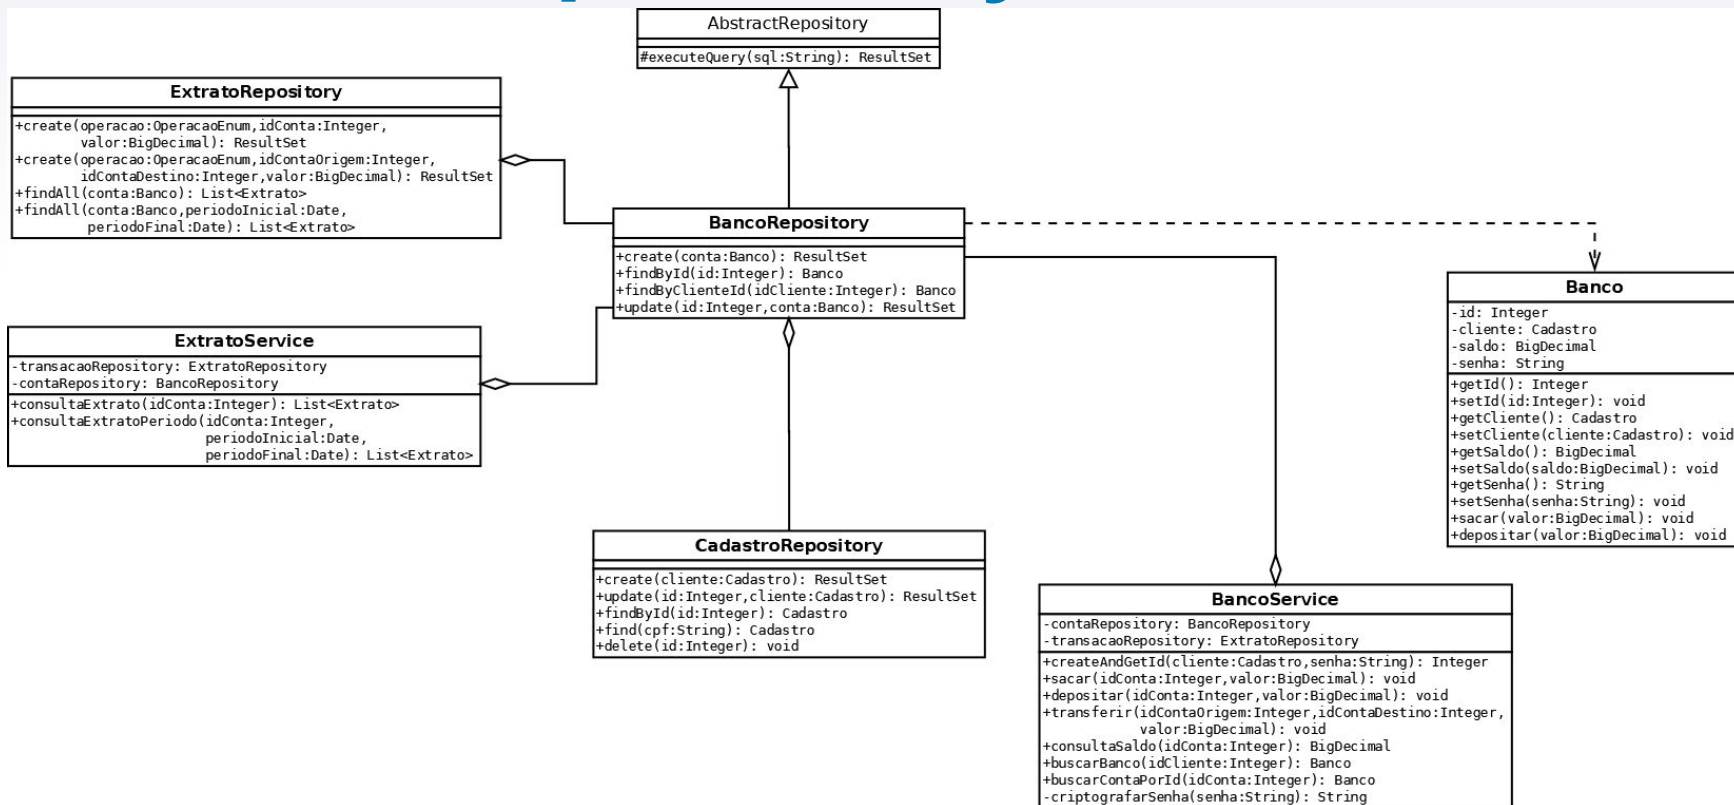 AbstractRepository
#executeQuery(sql:String): ResultSet
ExtratoRepository
+create(operacao:OperacaoEnum,idConta:Integer,
valor:BigDecimal): ResultSet
+create(operacao:OperacaoEnum,idContaOrigem:Integer,
idContaDestino:Integer,valor:BigDecimal): ResultSet
+findAll(conta:Banco): List<Extrato>
+findAll(conta:Banco,periodoInicial:Date,
periodoFinal:Date): List<Extrato>
BancoRepository
+create(conta:Banco): ResultSet
+findById(id:Integer): Banco
+findByClienteId(idCliente:Integer): Banco
+update(id:Integer,conta:Banco): ResultSet
Banco
-id: Integer
-cliente: Cadastro
-saldo: BigDecimal
-senha: String
+getId(): Integer
+setId(id:Integer): void
+getCliente(): Cadastro
+setCliente(cliente:Cadastro): void
+getSaldo(): BigDecimal
+setSaldo(saldo:BigDecimal): void
+getSenha(): String
+setSenha(senha:String): void
+sacar(valor:BigDecimal): void
+depositar(valor:BigDecimal): void
ExtratoService
-transacaoRepository: ExtratoRepository
-contaRepository: BancoRepository
+consultaExtrato(idConta:Integer): List<Extrato>
+consultaExtratoPeriodo(idConta:Integer,
periodoInicial:Date,
periodoFinal:Date): List<Extrato>
CadastroRepository
+create(cliente:Cadastro): ResultSet
+update(id:Integer,cliente:Cadastro): ResultSet
+findById(id:Integer): Cadastro
+find(cpf:String): Cadastro
+delete(id:Integer): void
BancoService
-contaRepository: BancoRepository
-transacaoRepository: ExtratoRepository
+createAndGetId(cliente:Cadastro,senha:String): Integer
+sacar(idConta:Integer,valor:BigDecimal): void
+depositar(idConta:Integer,valor:BigDecimal): void
+transferir(idContaOrigem:Integer,idContaDestino:Integer,
valor:BigDecimal): void
+consultaSaldo(idConta:Integer): BigDecimal
+buscarBanco(idCliente:Integer): Banco
+buscarContaPorId(idConta:Integer): Banco
-criptografarSenha(senha:String): String